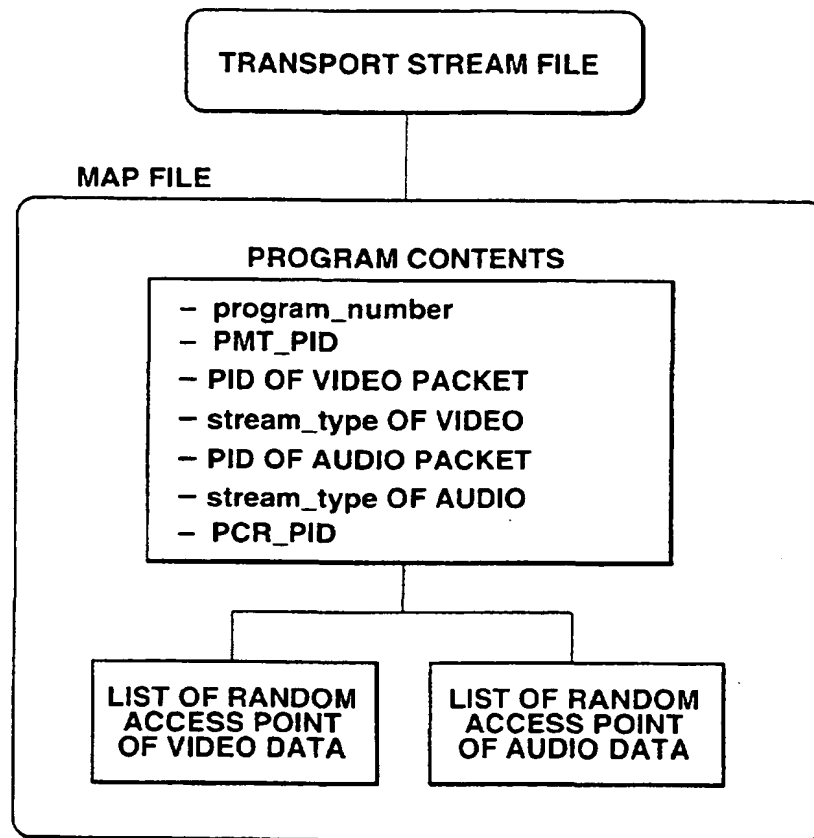 TRANSPORT STREAM FILE
MAP FILE
PROGRAM CONTENTS
– program_number
– PMT_PID
– PID OF VIDEO PACKET
– stream_type OF VIDEO
– PID OF AUDIO PACKET
– stream_type OF AUDIO
– PCR_PID
LIST OF RANDOM
ACCESS POINT
OF VIDEO DATA
LIST OF RANDOM
ACCESS POINT
OF AUDIO DATA